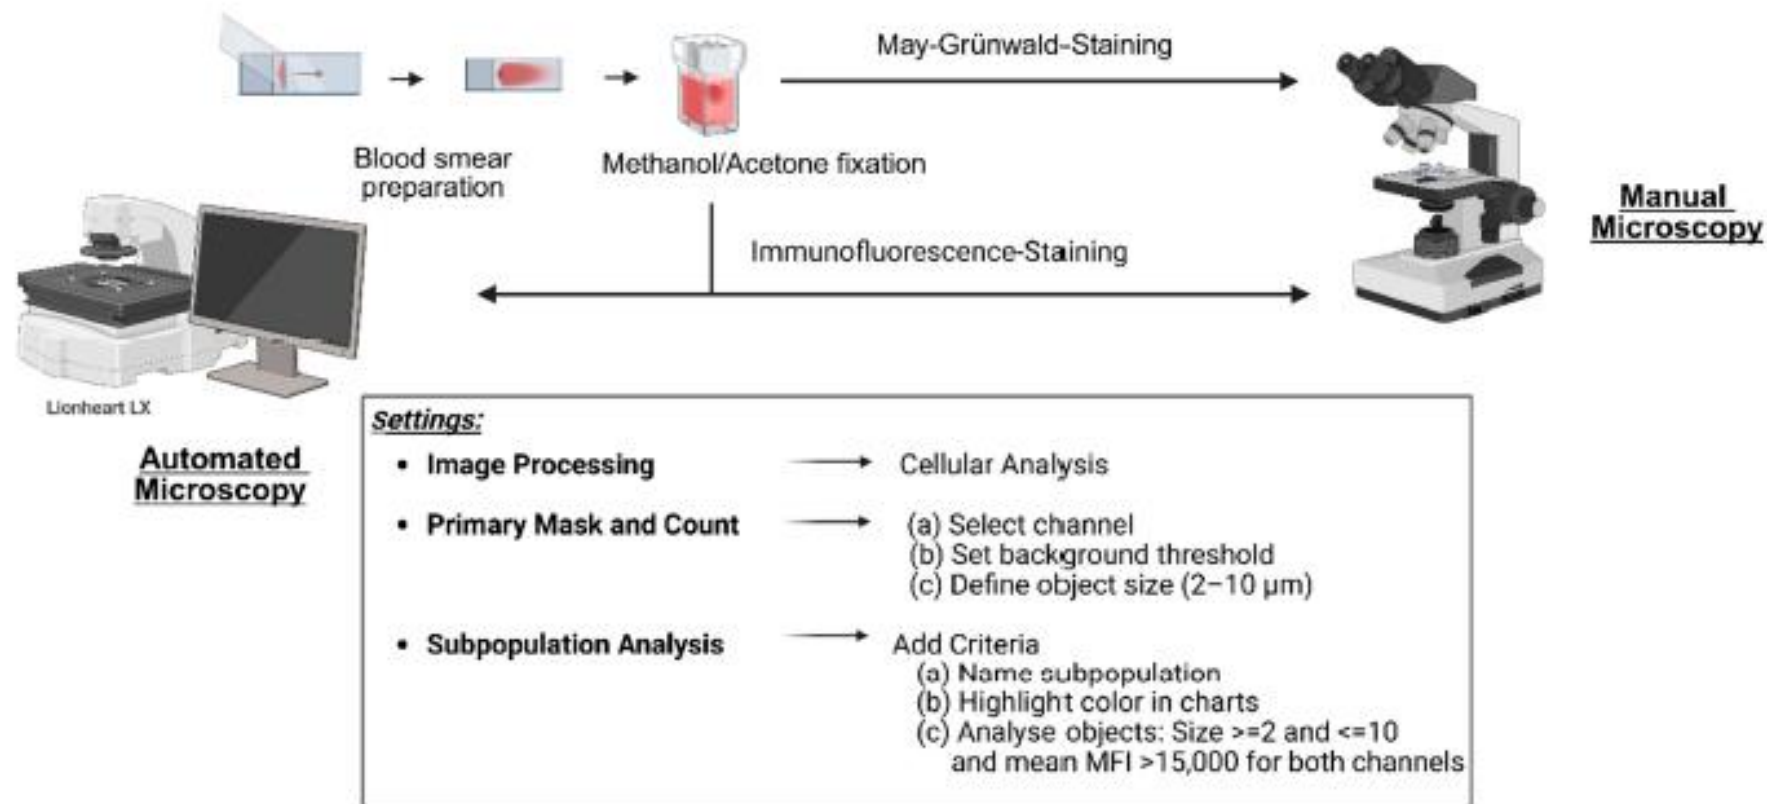 May-Grünwald-Staining
Blood smear
preparation
Methanol/Acetone fixation
Manual
Microscopy
Immunofluorescence-Staining
Lionheart LX
Automated
Microscopy
Settings:
• Image Processing → Cellular Analysis
• Primary Mask and Count → (a) Select channel
(b) Set background threshold
(c) Define object size (2–10 µm)
• Subpopulation Analysis → Add Criteria
(a) Name subpopulation
(b) Highlight color in charts
(c) Analyse objects: Size >=2 and <=10
and mean MFI >15,000 for both channels